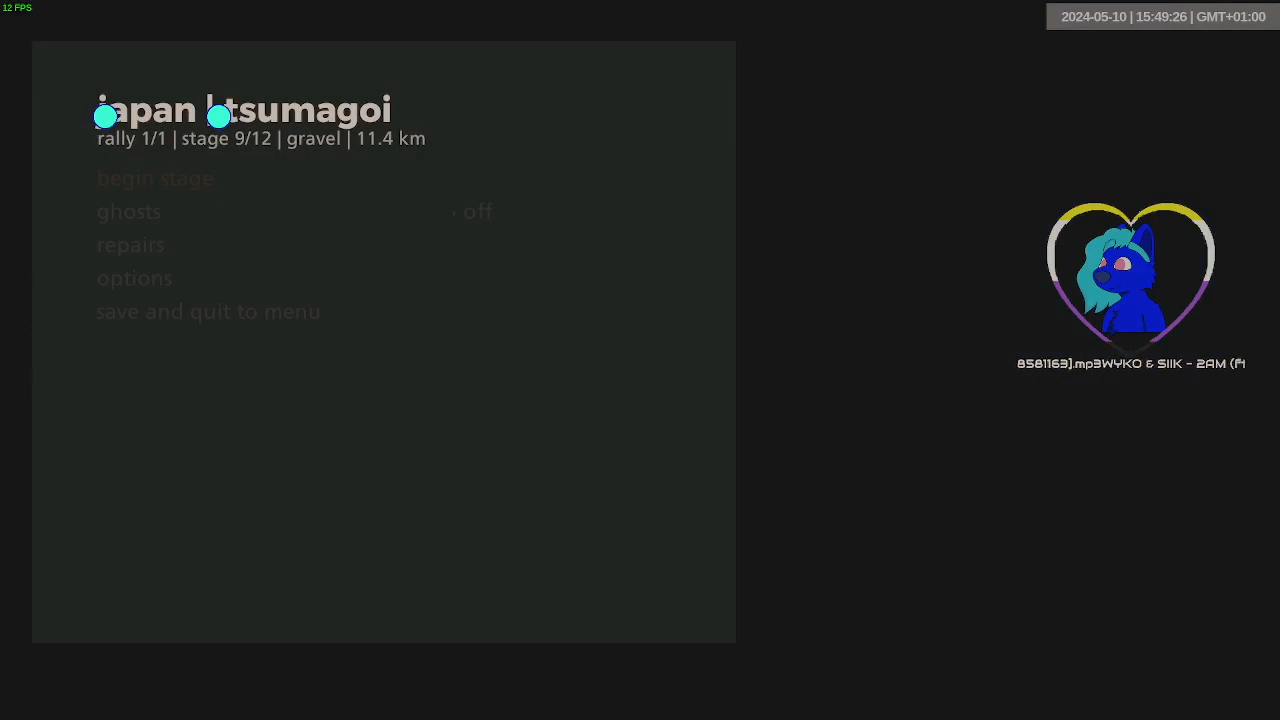 12 FPS
2024-05-10 | 15:49:26 | GMT+01:00
japan | tsumagoi
rally 1/1 | stage 9/12 | gravel | 11.4 km
begin stage
ghosts · off
repairs
options
save and quit to menu
8581163].mp3WYKO & SIIK - 2AM (ft